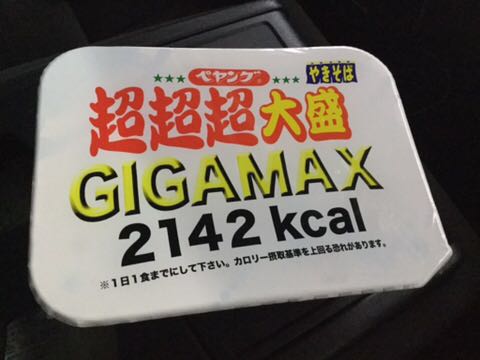 ★★★ ペヤング ★★★ やきそば
超超超大盛
GIGAMAX
2142 kcal
※1日1食までにして下さい。カロリー摂取基準を上回る恐れがあります。